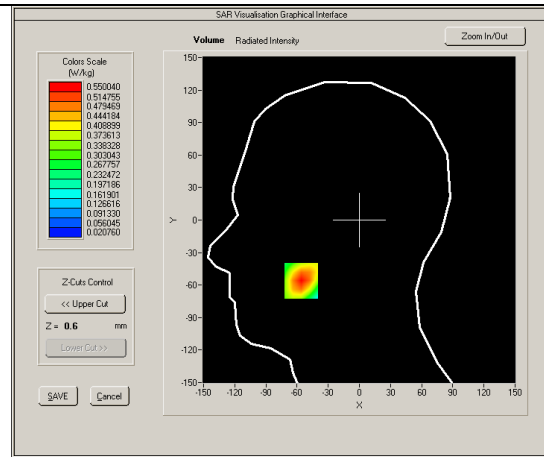 SAR Visualisation Graphical Interface
Volume Radiated Intensity
Zoom In/Out
Colors Scale
(W/kg)
0.550040
0.514755
0.479469
0.444184
0.408899
0.373613
0.338328
0.303043
0.267757
0.232472
0.197186
0.161901
0.126616
0.091330
0.056045
0.020760
Z-Cuts Control
<< Upper Cut
Z = 0.6 mm
Lower Cut >>
SAVE Cancel
150
120
90
60
30
0
-30
-60
-90
-120
-150
Y
-150 -120 -90 -60 -30 0 30 60 90 120 150
X